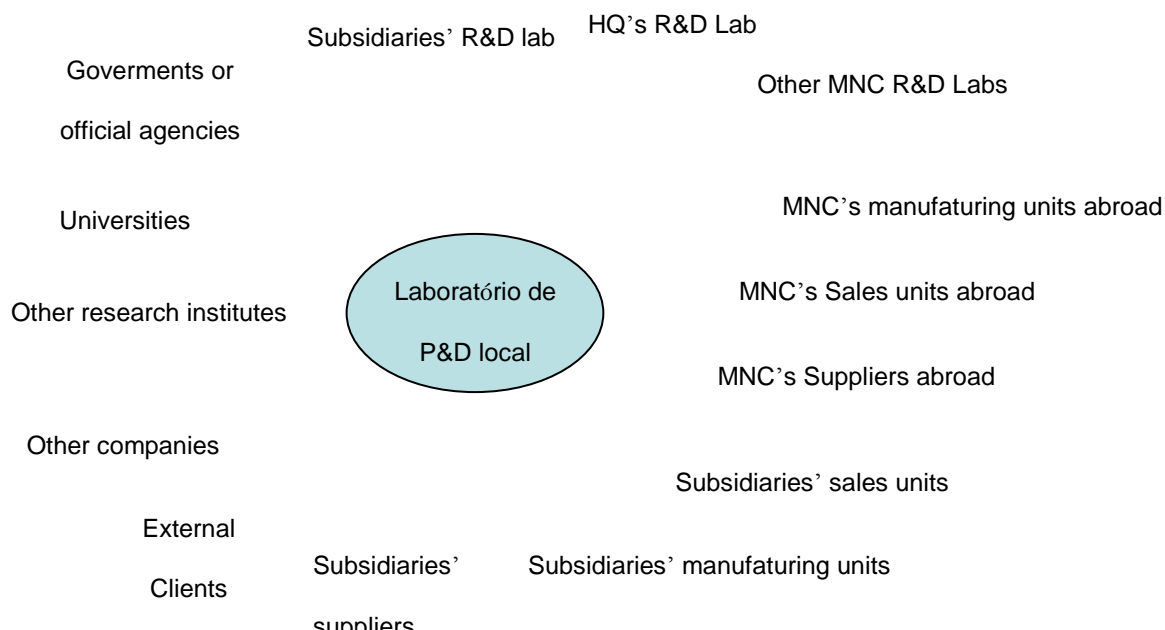 Subsidiaries’ R&D lab
HQ’s R&D Lab
Goverments or
official agencies
Other MNC R&D Labs
Universities
MNC’s manufaturing units abroad
Laboratório de
P&D local
MNC’s Sales units abroad
Other research institutes
MNC’s Suppliers abroad
Other companies
Subsidiaries’ sales units
External
Clients
Subsidiaries’
suppliers
Subsidiaries’ manufaturing units